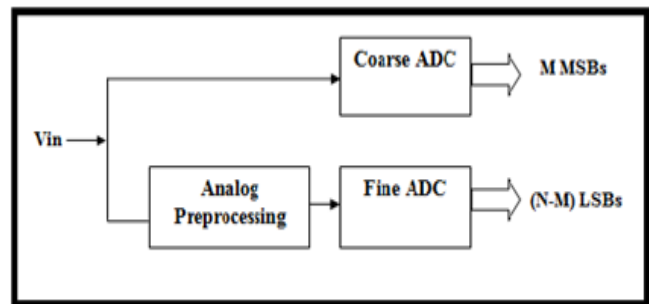 Coarse ADC
M MSBs
Vin
Analog
Preprocessing
Fine ADC
(N-M) LSBs